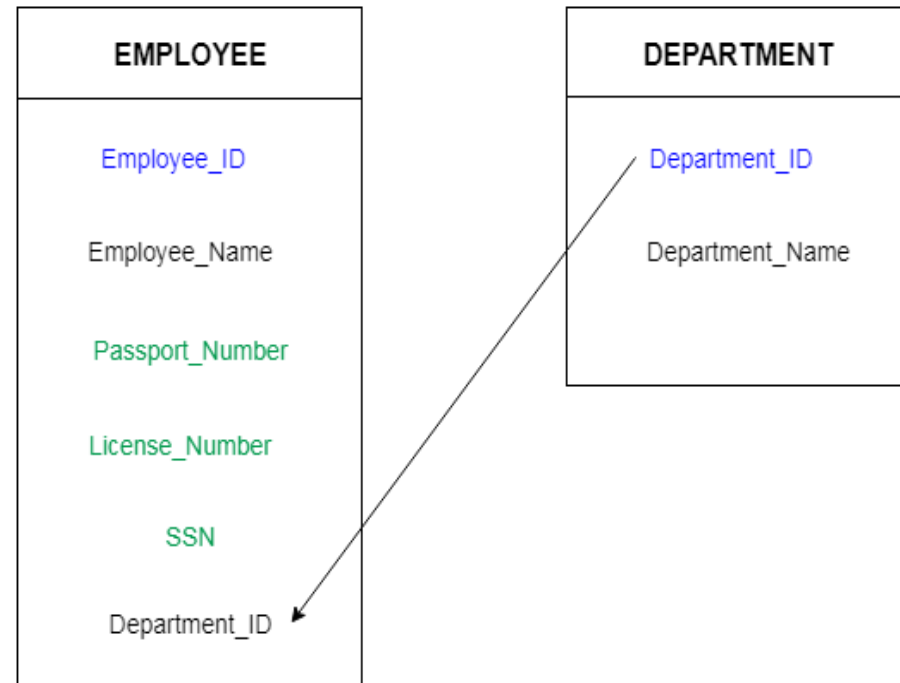 EMPLOYEE
Employee_ID
Employee_Name
Passport_Number
License_Number
SSN
Department_ID
DEPARTMENT
Department_ID
Department_Name